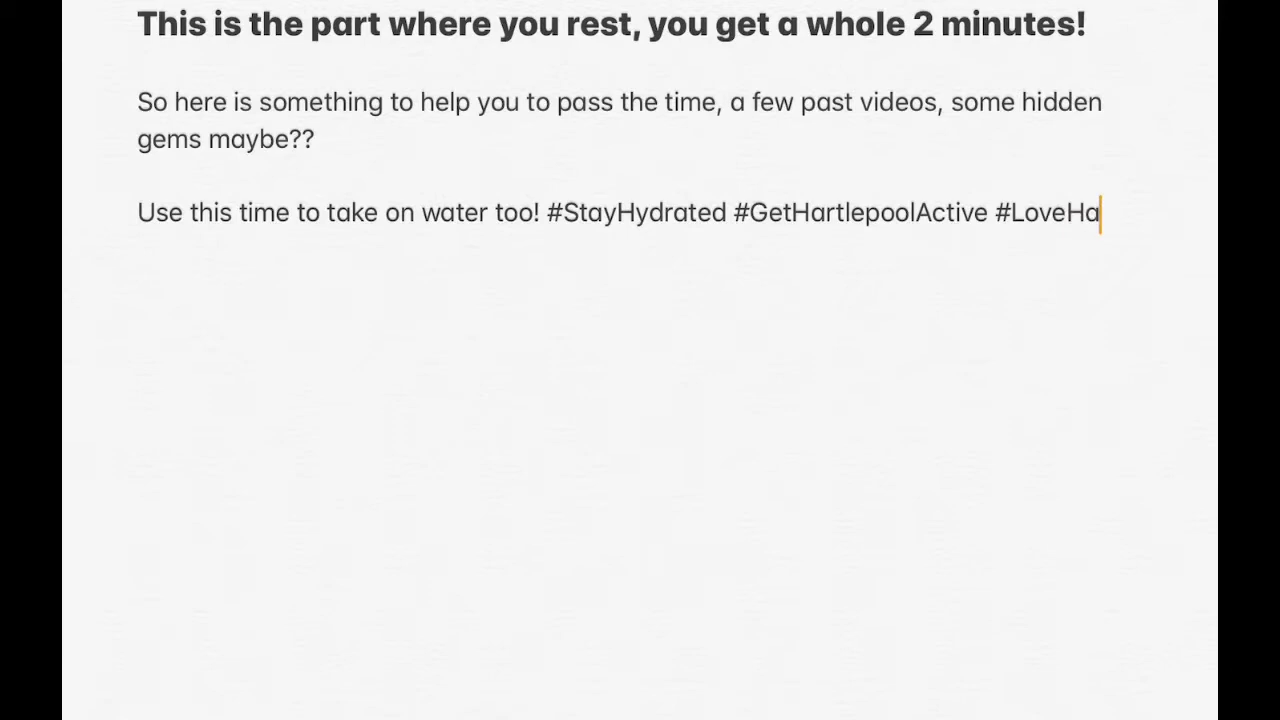 This is the part where you rest, you get a whole 2 minutes!
So here is something to help you to pass the time, a few past videos, some hidden
gems maybe??
Use this time to take on water too! #StayHydrated #GetHartlepoolActive #LoveHa